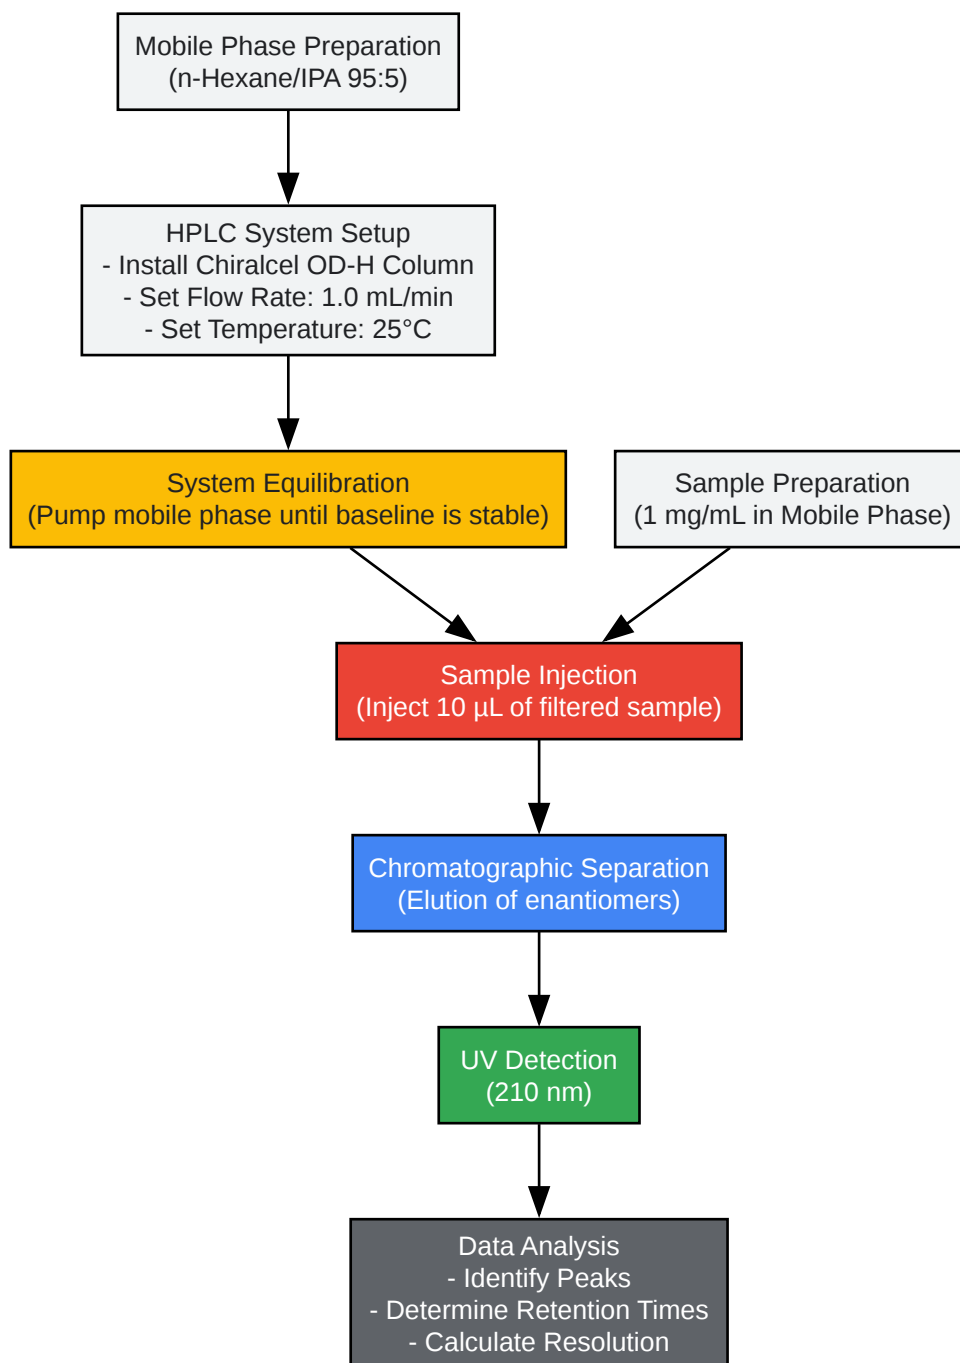 Mobile Phase Preparation
(n-Hexane/IPA 95:5)
HPLC System Setup
- Install Chiralcel OD-H Column
- Set Flow Rate: 1.0 mL/min
- Set Temperature: 25°C
System Equilibration
(Pump mobile phase until baseline is stable)
Sample Preparation
(1 mg/mL in Mobile Phase)
Sample Injection
(Inject 10 µL of filtered sample)
Chromatographic Separation
(Elution of enantiomers)
UV Detection
(210 nm)
Data Analysis
- Identify Peaks
- Determine Retention Times
- Calculate Resolution